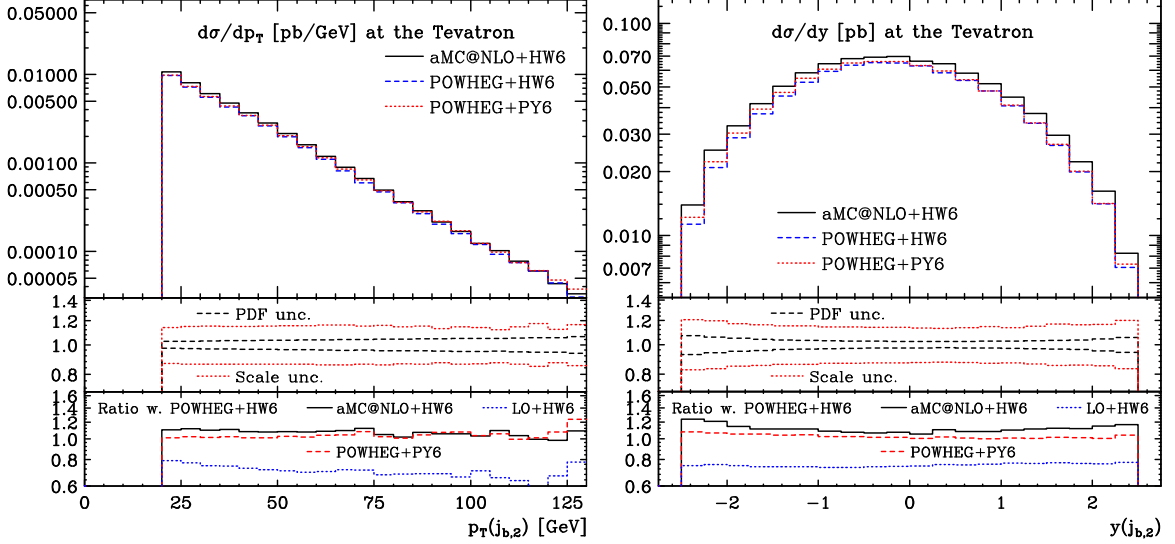 dσ/dp_T [pb/GeV] at the Tevatron
aMC@NLO+HW6
POWHEG+HW6
POWHEG+PY6
0.05000
0.01000
0.00500
0.00100
0.00050
0.00010
0.00005
1.4
1.2
1.0
0.8
PDF unc.
Scale unc.
1.6
1.4
1.2
1.0
0.8
0.6
Ratio w. POWHEG+HW6
aMC@NLO+HW6
LO+HW6
POWHEG+PY6
0 25 50 75 100 125
p_T(j_b,2) [GeV]
dσ/dy [pb] at the Tevatron
aMC@NLO+HW6
POWHEG+HW6
POWHEG+PY6
0.100
0.070
0.050
0.030
0.020
0.010
0.007
1.4
1.2
1.0
0.8
PDF unc.
Scale unc.
1.6
1.4
1.2
1.0
0.8
0.6
Ratio w. POWHEG+HW6
aMC@NLO+HW6
LO+HW6
POWHEG+PY6
−2 −1 0 1 2
y(j_b,2)